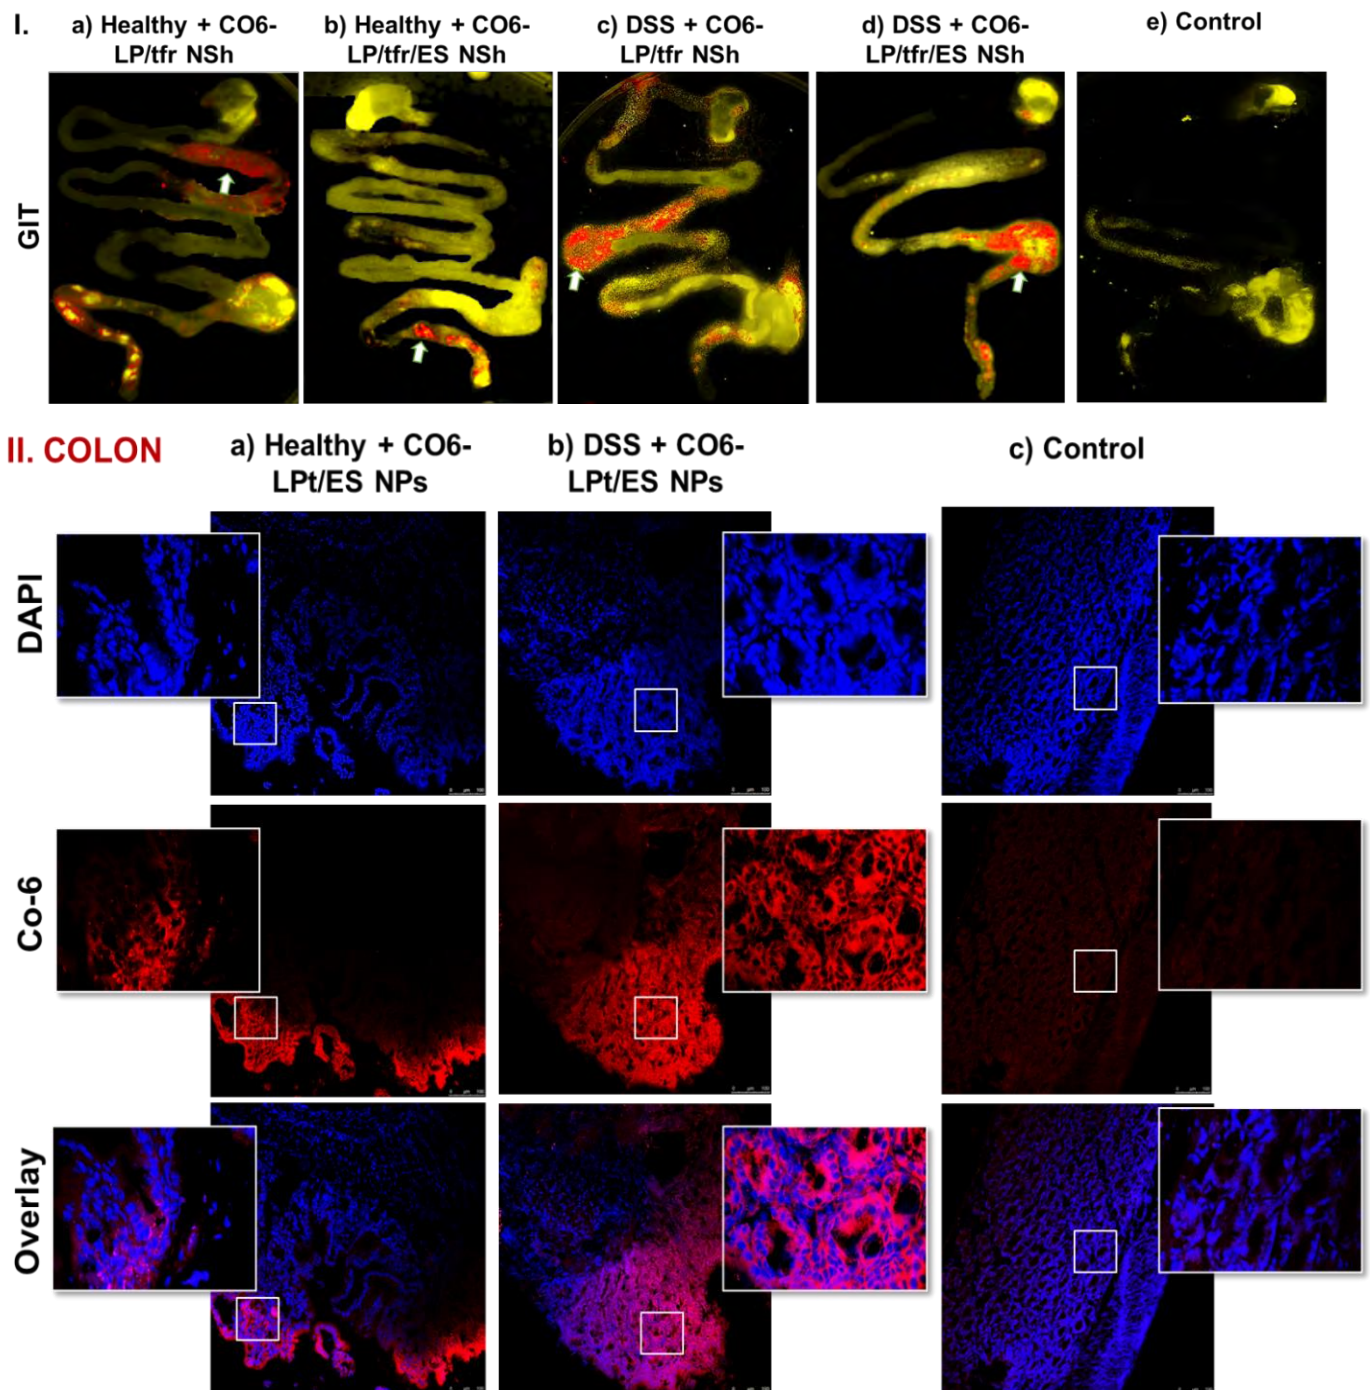 I.
a) Healthy + CO6-
LP/tfr NSh
b) Healthy + CO6-
LP/tfr/ES NSh
c) DSS + CO6-
LP/tfr NSh
d) DSS + CO6-
LP/tfr/ES NSh
e) Control
GIT
II. COLON
a) Healthy + CO6-
LPt/ES NPs
b) DSS + CO6-
LPt/ES NPs
c) Control
DAPI
Co-6
Overlay